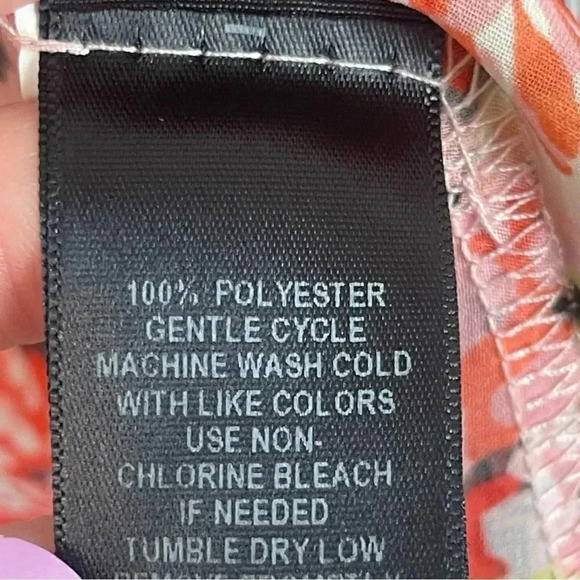 100% POLYESTER
GENTLE CYCLE
MACHINE WASH COLD
WITH LIKE COLORS
USE NON-
CHLORINE BLEACH
IF NEEDED
TUMBLE DRY LOW